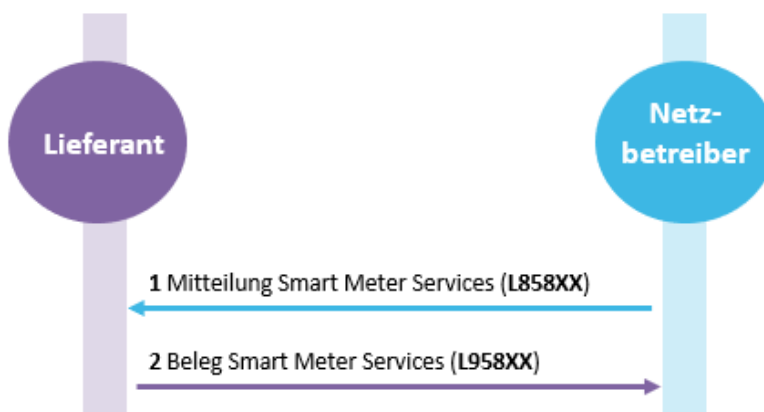 Lieferant
Netz-
betreiber
1 Mitteilung Smart Meter Services (L858XX)
2 Beleg Smart Meter Services (L958XX)